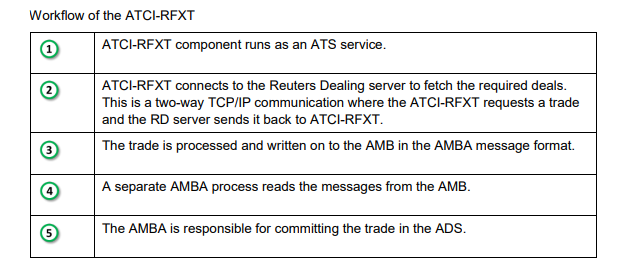 Workflow of the ATCI-RFXT
1
ATCI-RFXT component runs as an ATS service.
2
ATCI-RFXT connects to the Reuters Dealing server to fetch the required deals.
This is a two-way TCP/IP communication where the ATCI-RFXT requests a trade
and the RD server sends it back to ATCI-RFXT.
3
The trade is processed and written on to the AMB in the AMBA message format.
4
A separate AMBA process reads the messages from the AMB.
5
The AMBA is responsible for committing the trade in the ADS.